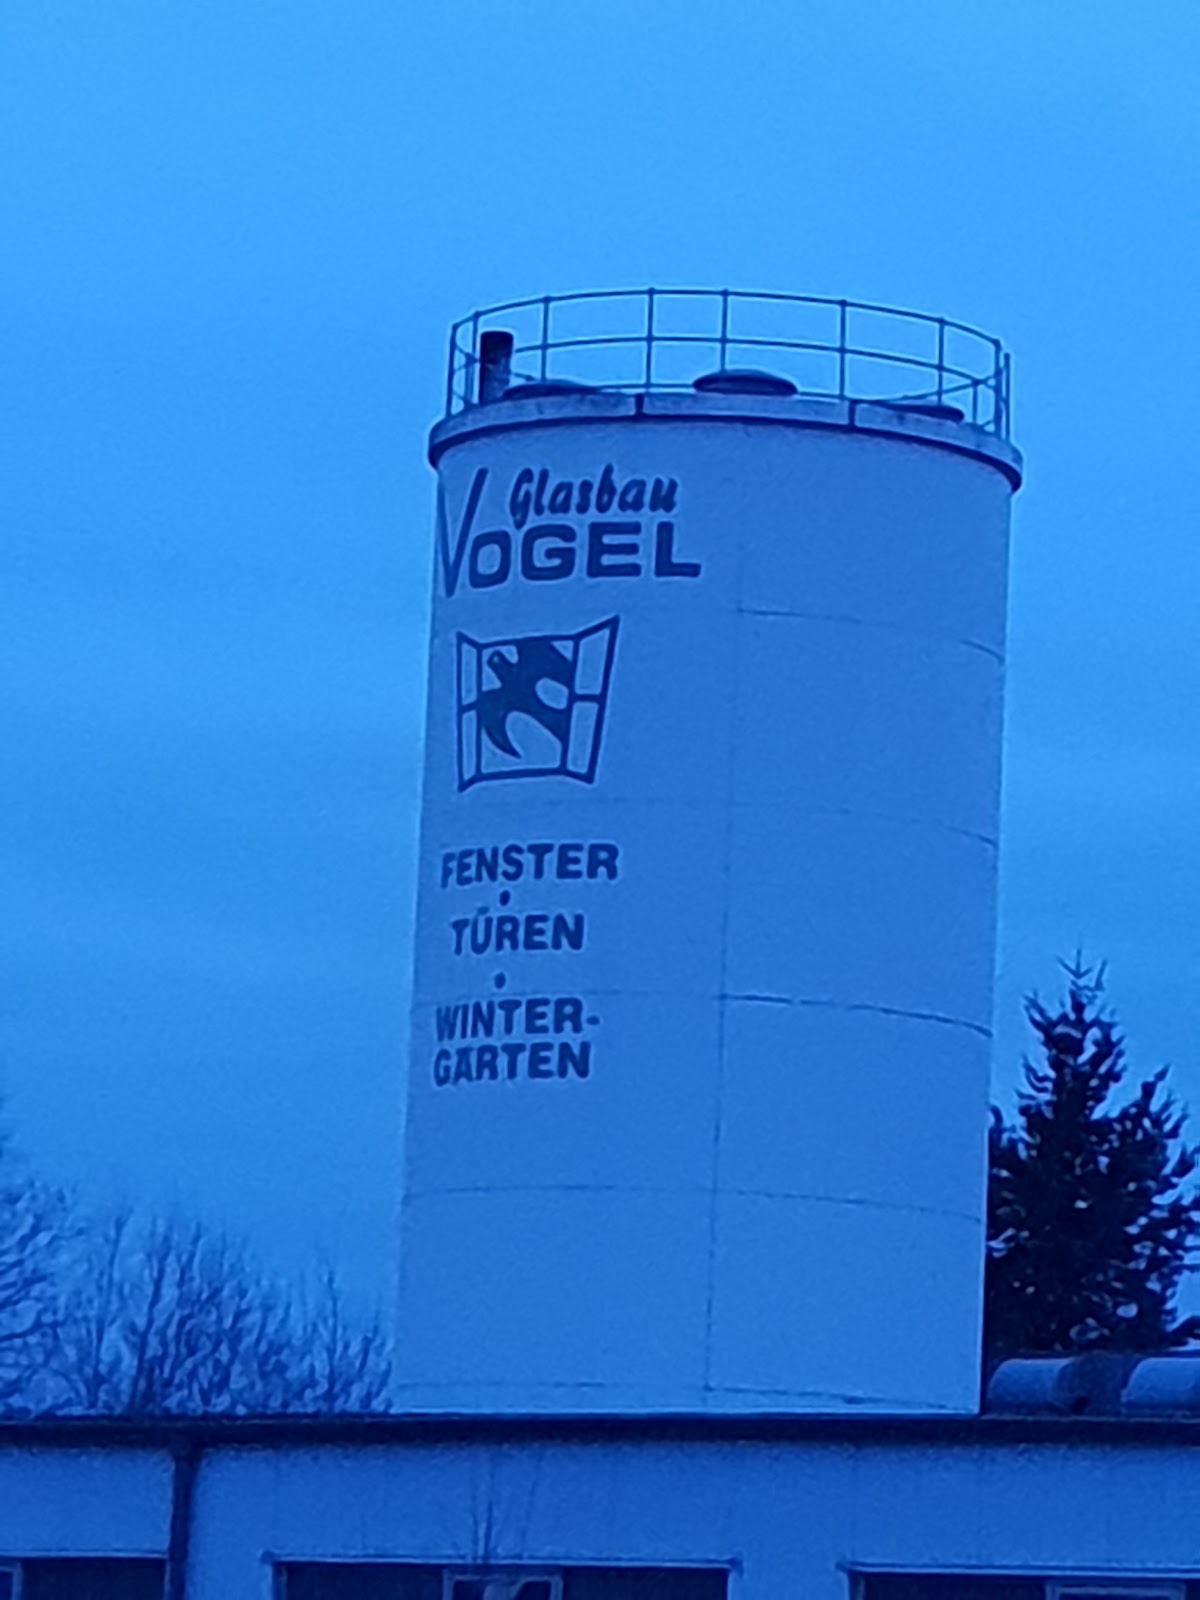 Glasbau
VOGEL
FENSTER
•
TÜREN
•
WINTER-
GÄRTEN